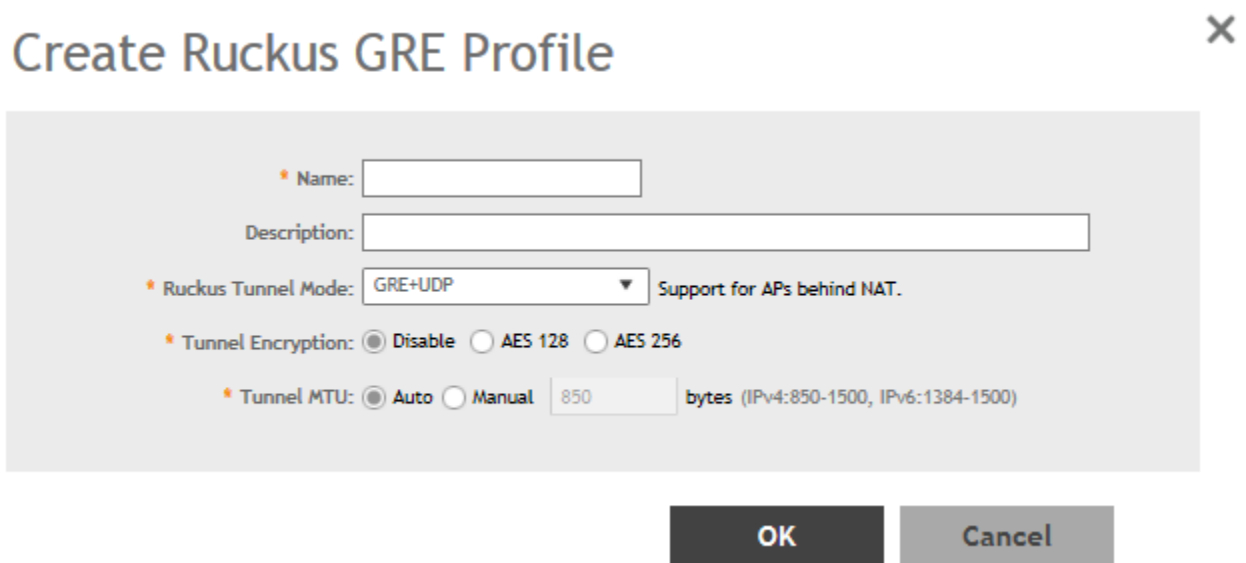 Create Ruckus GRE Profile
* Name:
Description:
* Ruckus Tunnel Mode: GRE+UDP Support for APs behind NAT.
* Tunnel Encryption: Disable AES 128 AES 256
* Tunnel MTU: Auto Manual 850 bytes (IPv4:850-1500, IPv6:1384-1500)
OK Cancel